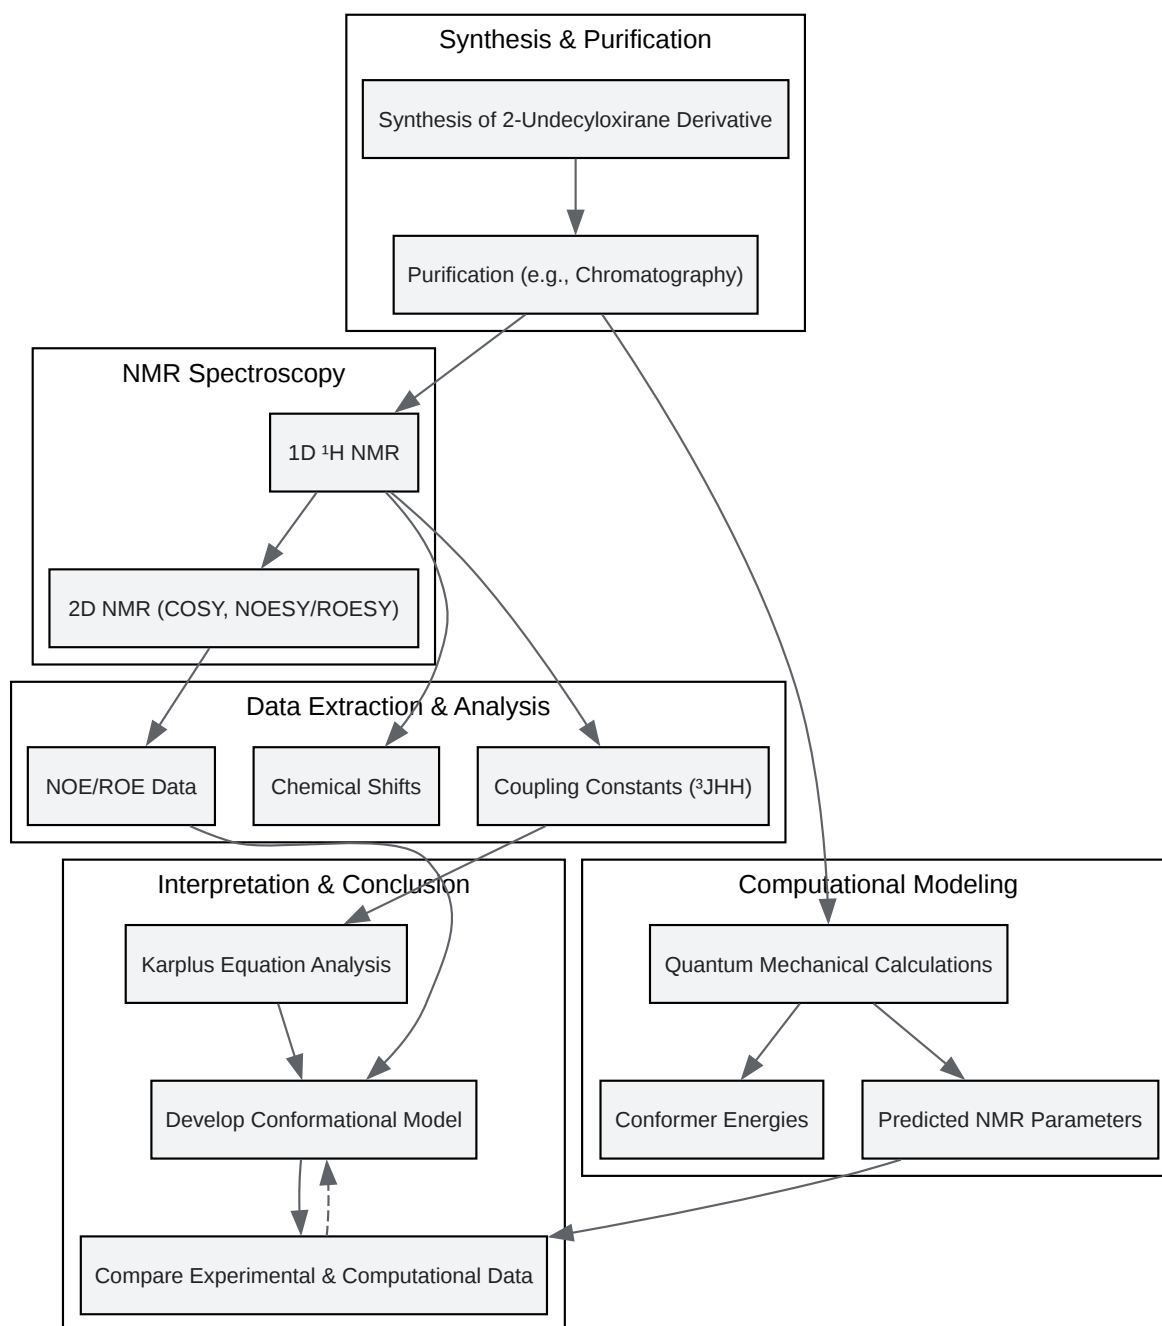 Synthesis & Purification
Synthesis of 2-Undecyloxirane Derivative
Purification (e.g., Chromatography)
NMR Spectroscopy
1D ¹H NMR
2D NMR (COSY, NOESY/ROESY)
Data Extraction & Analysis
NOE/ROE Data
Chemical Shifts
Coupling Constants (³JHH)
Interpretation & Conclusion
Karplus Equation Analysis
Develop Conformational Model
Compare Experimental & Computational Data
Computational Modeling
Quantum Mechanical Calculations
Conformer Energies
Predicted NMR Parameters